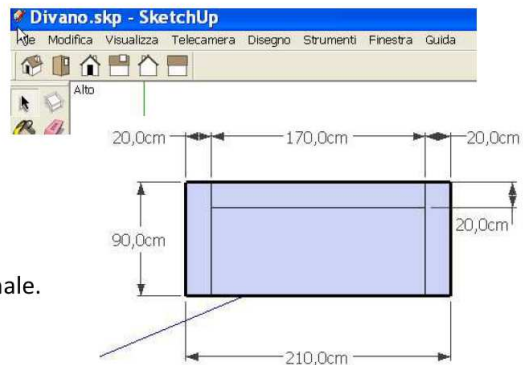 Divano.skp - SketchUp
File Modifica Visualizza Telecamera Disegno Strumenti Finestra Guida
Alto
20,0cm 170,0cm 20,0cm
20,0cm
90,0cm
nale.
210,0cm